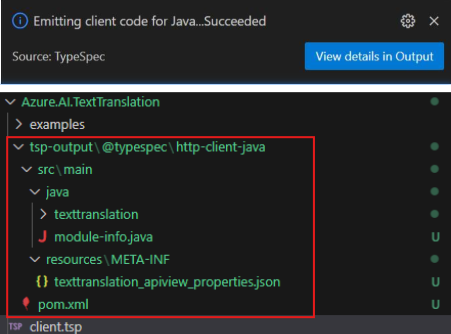 Emitting client code for Java...Succeeded
Source: TypeSpec
View details in Output
Azure.AI.TextTranslation
examples
tsp-output\@typespec\http-client-java
src\main
java
texttranslation
module-info.java U
resources\META-INF
texttranslation_apiview_properties.json U
pom.xml U
TSP client.tsp